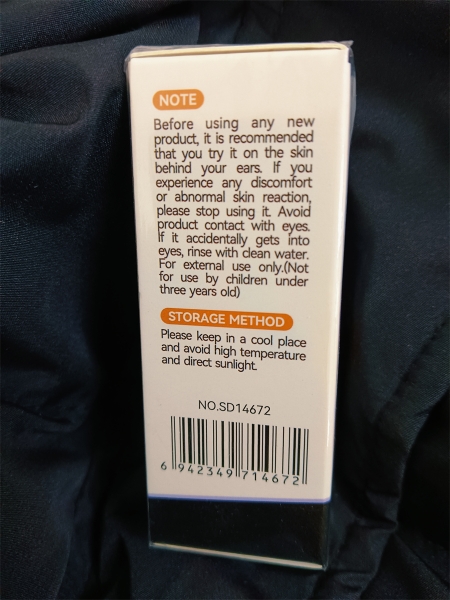 NOTE
Before using any new
product, it is recommended
that you try it on the skin
behind your ears. If you
experience any discomfort
or abnormal skin reaction,
please stop using it. Avoid
product contact with eyes.
If it accidentally gets into
eyes, rinse with clean water.
For external use only.(Not
for use by children under
three years old)
STORAGE METHOD
Please keep in a cool place
and avoid high temperature
and direct sunlight.
NO.SD14672
6 942349 714672